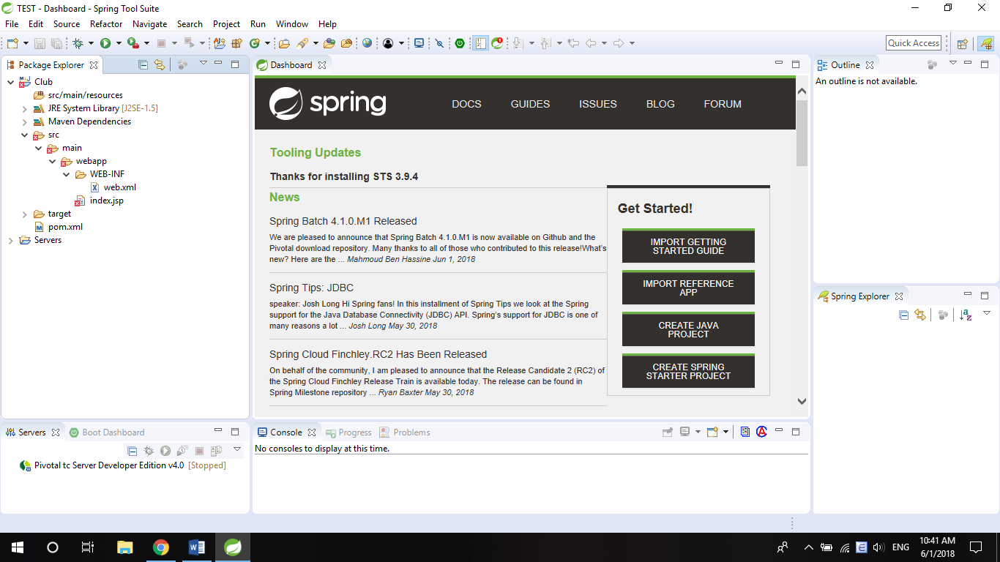 TEST - Dashboard - Spring Tool Suite
File Edit Source Refactor Navigate Search Project Run Window Help
Quick Access
Package Explorer
Club
src/main/resources
JRE System Library [J2SE-1.5]
Maven Dependencies
src
main
webapp
WEB-INF
web.xml
index.jsp
target
pom.xml
Servers
Dashboard
spring
DOCS GUIDES ISSUES BLOG FORUM
Tooling Updates
Thanks for installing STS 3.9.4
News
Spring Batch 4.1.0.M1 Released
We are pleased to announce that Spring Batch 4.1.0.M1 is now available on Github and the
Pivotal download repository. Many thanks to all of those who contributed to this release!What's
new? Here are the ... Mahmoud Ben Hassine Jun 1, 2018
Spring Tips: JDBC
speaker: Josh Long Hi Spring fans! In this installment of Spring Tips we look at the Spring
support for the Java Database Connectivity (JDBC) API. Spring's support for JDBC is one of
many reasons a lot ... Josh Long May 30, 2018
Spring Cloud Finchley.RC2 Has Been Released
On behalf of the community, I am pleased to announce that the Release Candidate 2 (RC2) of
the Spring Cloud Finchley Release Train is available today. The release can be found in
Spring Milestone repository ... Ryan Baxter May 30, 2018
Get Started!
IMPORT GETTING
STARTED GUIDE
IMPORT REFERENCE
APP
CREATE JAVA
PROJECT
CREATE SPRING
STARTER PROJECT
Outline
An outline is not available.
Spring Explorer
Servers Boot Dashboard
Pivotal tc Server Developer Edition v4.0 [Stopped]
Console Progress Problems
No consoles to display at this time.
ENG
10:41 AM
6/1/2018